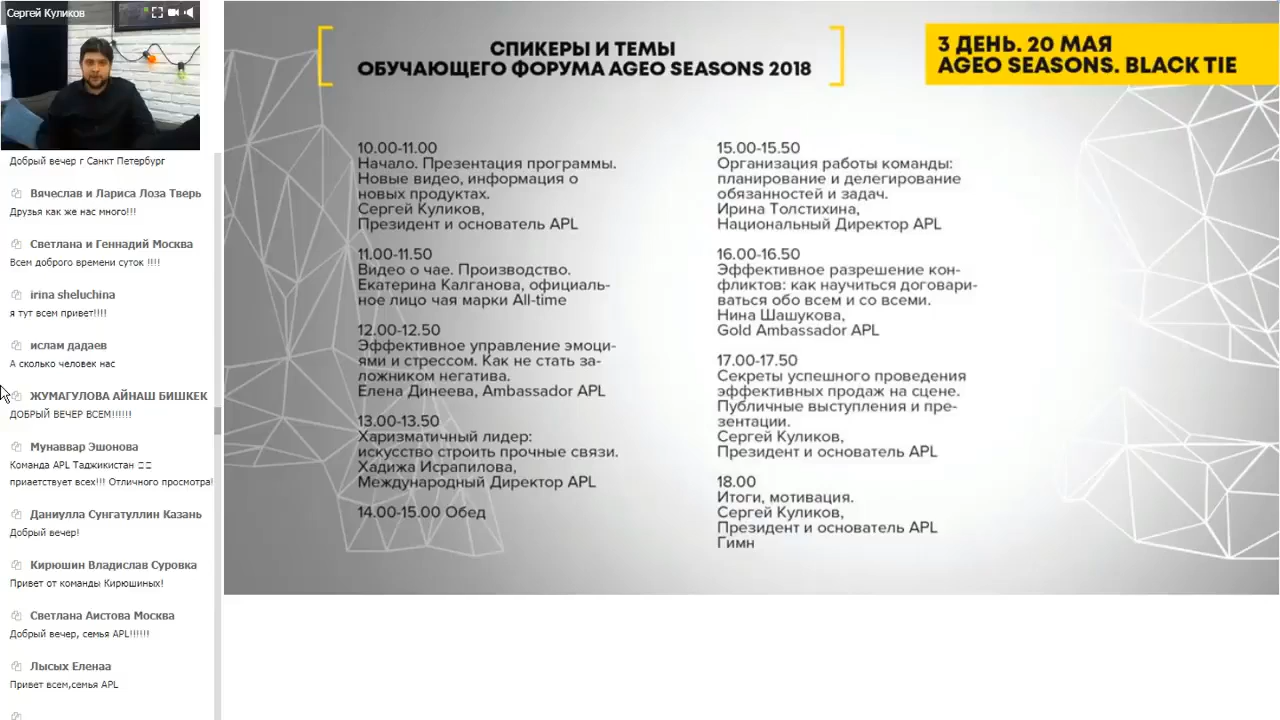 Сергей Куликов
Добрый вечер г Санкт Петербург
Вячеслав и Лариса Лоза Тверь
Друзья как же нас много!!!
Светлана и Геннадий Москва
Всем доброго времени суток !!!!
irina sheluchina
я тут всем привет!!!!
ислам дадаев
А сколько человек нас
ЖУМАГУЛОВА АЙНАШ БИШКЕК
ДОБРЫЙ ВЕЧЕР ВСЕМ!!!!!!
Мунаввар Эшонова
Команда APL Таджикистан
приаетствует всех!!! Отличного просмотра!
Даниулла Сунгатуллин Казань
Добрый вечер!
Кирюшин Владислав Суровка
Привет от команды Кирюшиных!
Светлана Аистова Москва
Добрый вечер, семья APL!!!!!!
Лысых Еленаа
Привет всем,семья APL
СПИКЕРЫ И ТЕМЫ
ОБУЧАЮЩЕГО ФОРУМА AGEO SEASONS 2018
3 ДЕНЬ. 20 МАЯ
AGEO SEASONS. BLACK TIE
10.00-11.00
Начало. Презентация программы.
Новые видео, информация о
новых продуктах.
Сергей Куликов,
Президент и основатель APL
11.00-11.50
Видео о чае. Производство.
Екатерина Калганова, официаль-
ное лицо чая марки All-time
12.00-12.50
Эффективное управление эмоци-
ями и стрессом. Как не стать за-
ложником негатива.
Елена Динеева, Ambassador APL
13.00-13.50
Харизматичный лидер:
искусство строить прочные связи.
Хадижа Исрапилова,
Международный Директор APL
14.00-15.00 Обед
15.00-15.50
Организация работы команды:
планирование и делегирование
обязанностей и задач.
Ирина Толстихина,
Национальный Директор APL
16.00-16.50
Эффективное разрешение кон-
фликтов: как научиться договари-
ваться обо всем и со всеми.
Нина Шашукова,
Gold Ambassador APL
17.00-17.50
Секреты успешного проведения
эффективных продаж на сцене.
Публичные выступления и пре-
зентации.
Сергей Куликов,
Президент и основатель APL
18.00
Итоги, мотивация.
Сергей Куликов,
Президент и основатель APL
Гимн